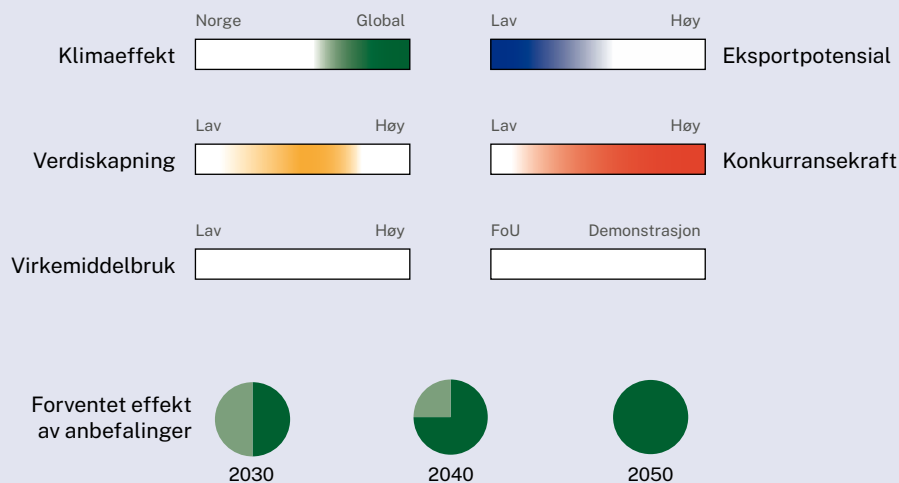 Norge Global
Lav Høy
Klimaeffekt
Eksportpotensial
Lav Høy
Lav Høy
Verdiskapning
Konkurransekraft
Lav Høy
FoU Demonstrasjon
Virkemiddelbruk
Forventet effekt
av anbefalinger
2030
2040
2050